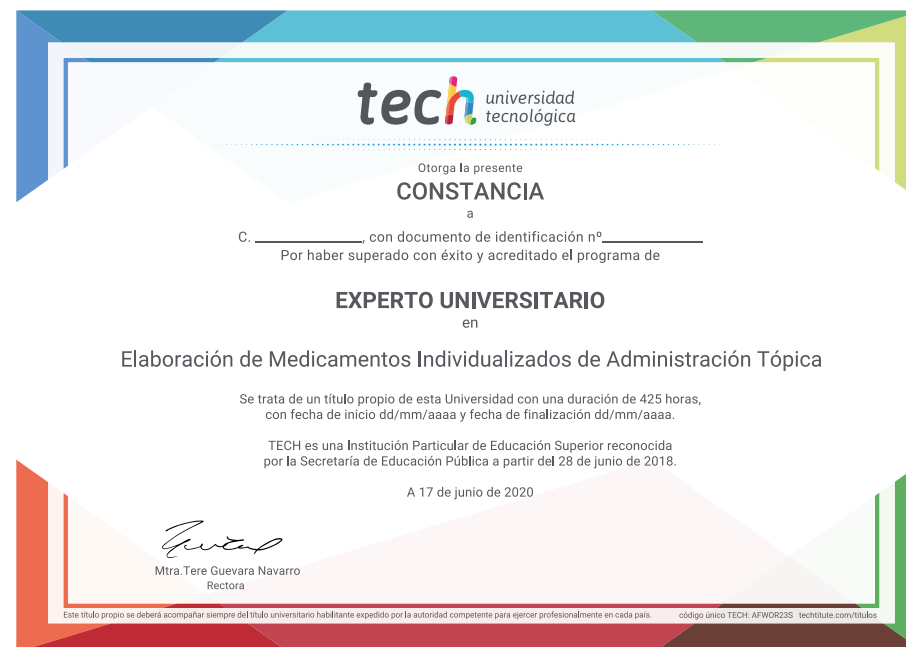 tech universidad
tecnológica
Otorga la presente
CONSTANCIA
a
C. ____________, con documento de identificación nº____________
Por haber superado con éxito y acreditado el programa de
EXPERTO UNIVERSITARIO
en
Elaboración de Medicamentos Individualizados de Administración Tópica
Se trata de un título propio de esta Universidad con una duración de 425 horas,
con fecha de inicio dd/mm/aaaa y fecha de finalización dd/mm/aaaa.
TECH es una Institución Particular de Educación Superior reconocida
por la Secretaría de Educación Pública a partir del 28 de junio de 2018.
A 17 de junio de 2020
Mtra.Tere Guevara Navarro
Rectora
Este título propio se deberá acompañar siempre del título universitario habilitante expedido por la autoridad competente para ejercer profesionalmente en cada país. código único TECH: AFWOR23S techtitute.com/títulos